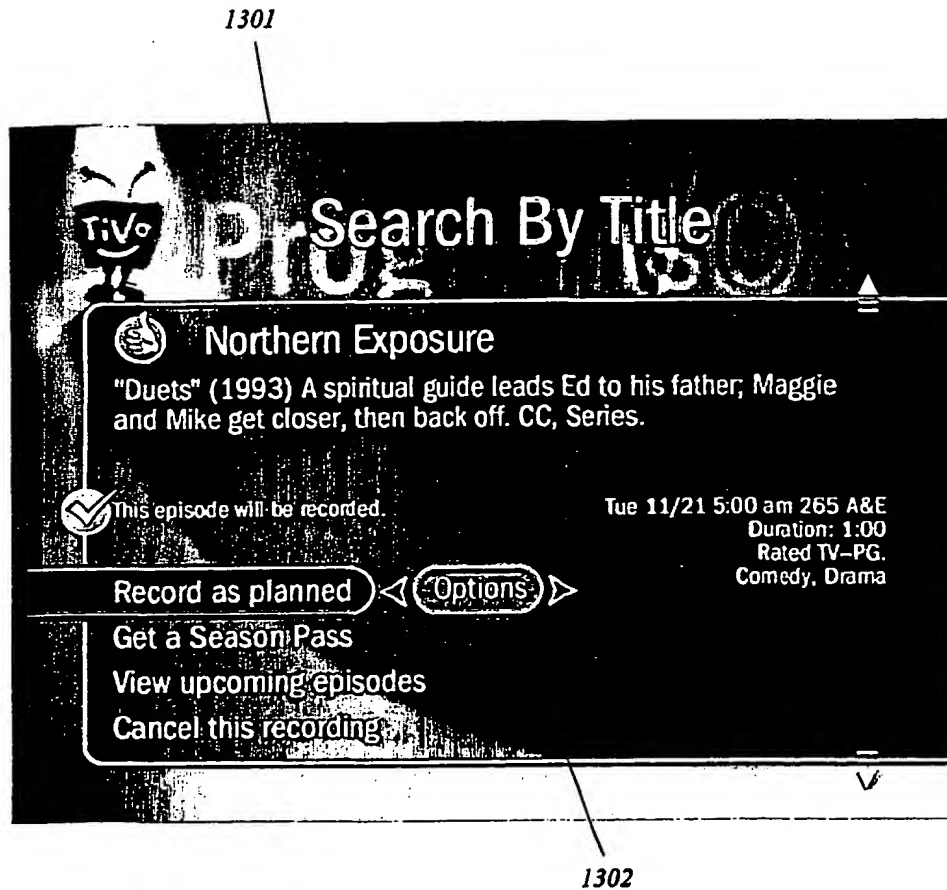 1301
TiVo
Search By Title
Northern Exposure
"Duets" (1993) A spiritual guide leads Ed to his father; Maggie
and Mike get closer, then back off. CC, Series.
This episode will be recorded.
Tue 11/21 5:00 am 265 A&E
Duration: 1:00
Rated TV-PG.
Comedy, Drama
Record as planned
Options
Get a Season Pass
View upcoming episodes
Cancel this recording
1302